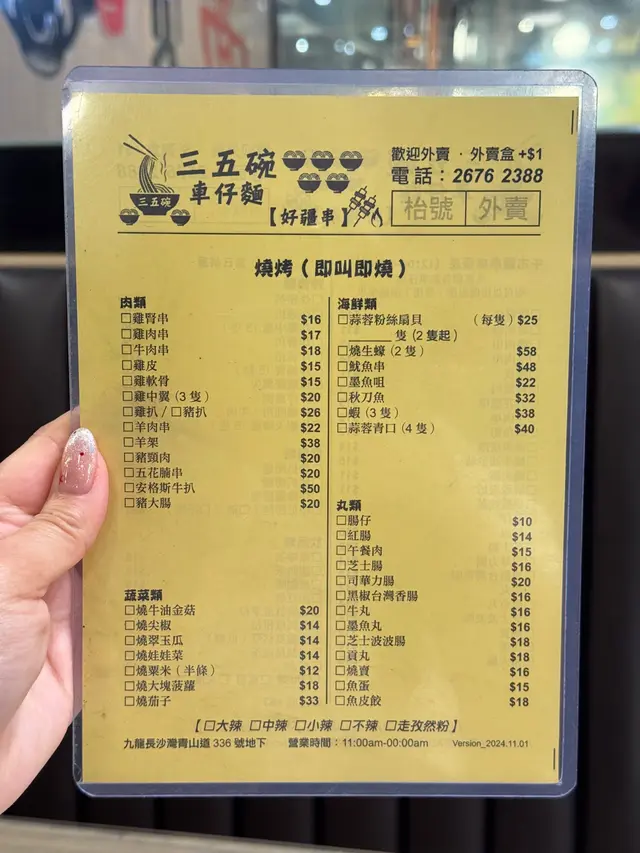 三五碗
車仔麵
三五碗
【好疆串】
歡迎外賣 · 外賣盒 +$1
電話：2676 2388
枱號 外賣
燒烤（即叫即燒）
肉類
□雞腎串 $16
□雞肉串 $17
□牛肉串 $18
□雞皮 $15
□雞軟骨 $15
□雞中翼 (3 隻) $20
□雞扒 / □豬扒 $26
□羊肉串 $22
□羊架 $38
□豬頸肉 $20
□五花腩串 $20
□安格斯牛扒 $50
□豬大腸 $20
蔬菜類
□燒牛油金菇 $20
□燒尖椒 $14
□燒翠玉瓜 $14
□燒娃娃菜 $14
□燒粟米（半條） $12
□燒大塊菠蘿 $18
□燒茄子 $33
海鮮類
□蒜蓉粉絲扇貝 （每隻）$25
______ 隻 (2 隻起)
□燒生蠔 (2 隻) $58
□魷魚串 $48
□墨魚咀 $22
□秋刀魚 $32
□蝦 (3 隻) $38
□蒜蓉青口 (4 隻) $40
丸類
□腸仔 $10
□紅腸 $14
□午餐肉 $15
□芝士腸 $16
□司華力腸 $20
□黑椒台灣香腸 $16
□牛丸 $16
□墨魚丸 $16
□芝士波波腸 $18
□貢丸 $18
□燒賣 $16
□魚蛋 $15
□魚皮餃 $18
【□大辣 □中辣 □小辣 □不辣 □走孜然粉】
九龍長沙灣青山道 336 號地下 營業時間：11:00am-00:00am Version_2024.11.01